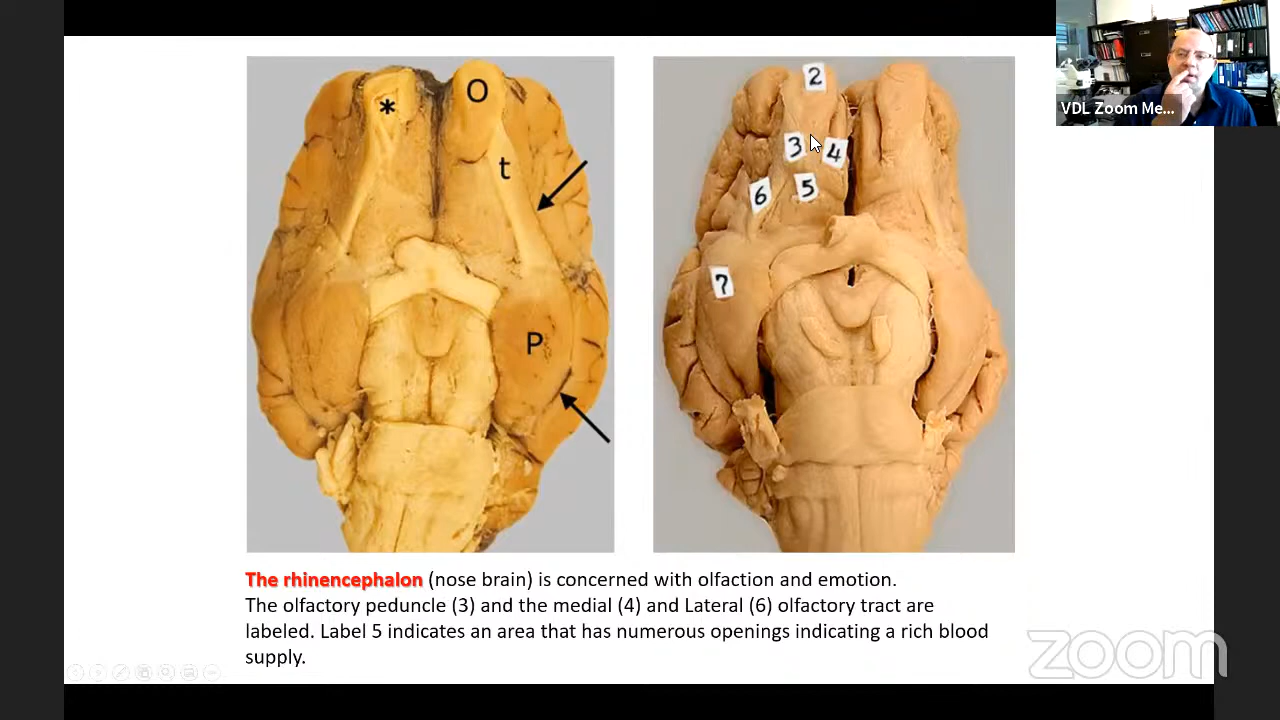 VDL Zoom Me...
*
O
t
P
2
3
4
5
6
7
The rhinencephalon (nose brain) is concerned with olfaction and emotion.
The olfactory peduncle (3) and the medial (4) and Lateral (6) olfactory tract are
labeled. Label 5 indicates an area that has numerous openings indicating a rich blood
supply.
zoom